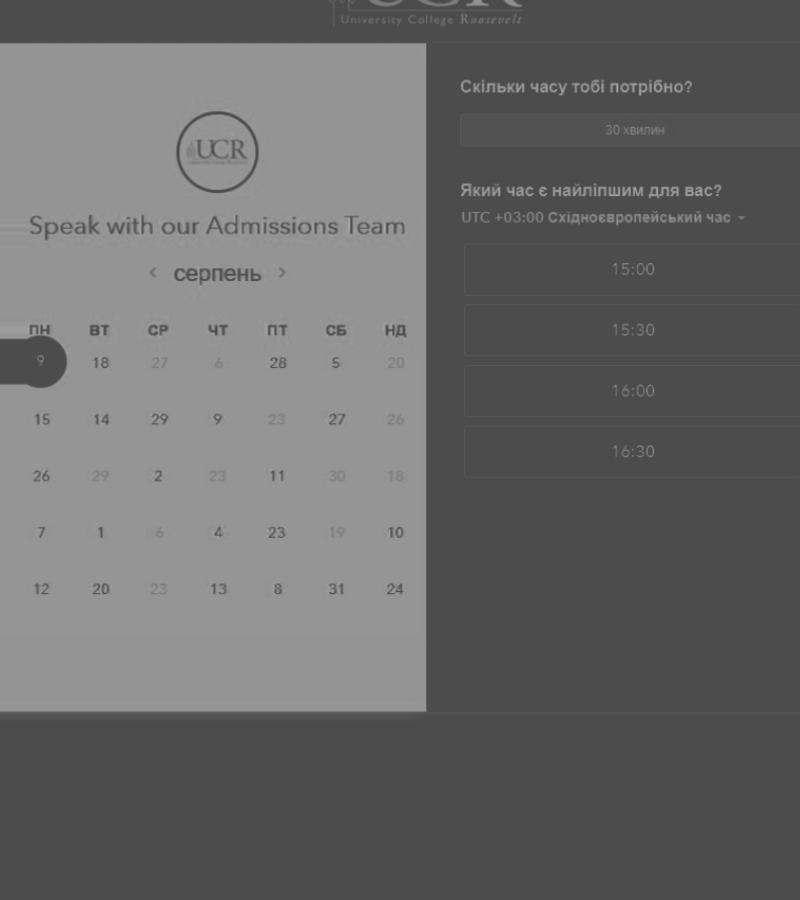 UCR
University College Roosevelt
UCR
Speak with our Admissions Team
серпень
ПН ВТ СР ЧТ ПТ СБ НД
9 18 27 6 28 5 20
15 14 29 9 23 27 26
26 29 2 23 11 30 18
7 1 6 4 23 19 10
12 20 23 13 8 31 24
Скільки часу тобі потрібно?
30 хвилин
Який час є найліпшим для вас?
UTC +03:00 Східноєвропейський час
15:00
15:30
16:00
16:30